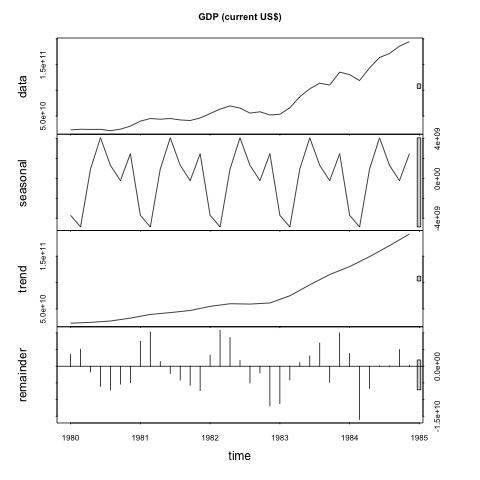 GDP (current US$)
data
5.0e+10 1.5e+11
seasonal
-4e+09 0e+00 4e+09
trend
5.0e+10 1.5e+11
remainder
-1.5e+10 0.0e+00
1980 1981 1982 1983 1984 1985
time